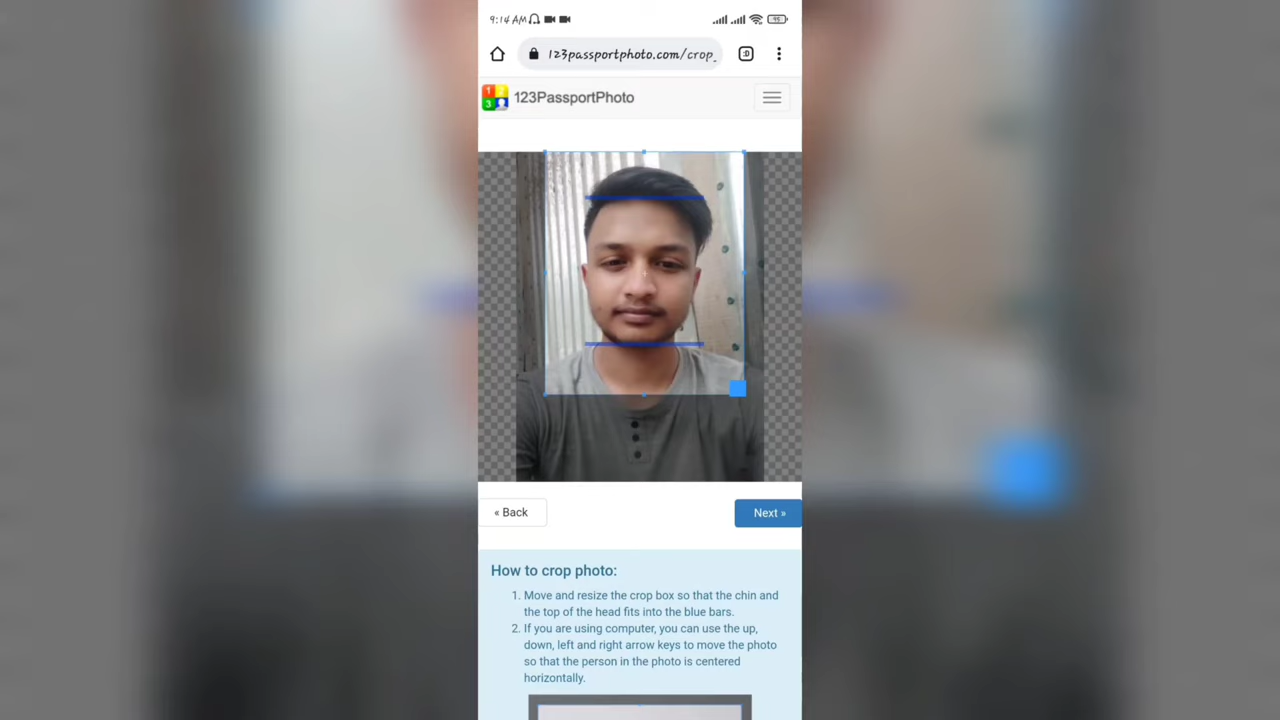 9:14 AM
95
123passportphoto.com/crop_
:D
123PassportPhoto
« Back
Next »
How to crop photo:
1. Move and resize the crop box so that the chin and
the top of the head fits into the blue bars.
2. If you are using computer, you can use the up,
down, left and right arrow keys to move the photo
so that the person in the photo is centered
horizontally.